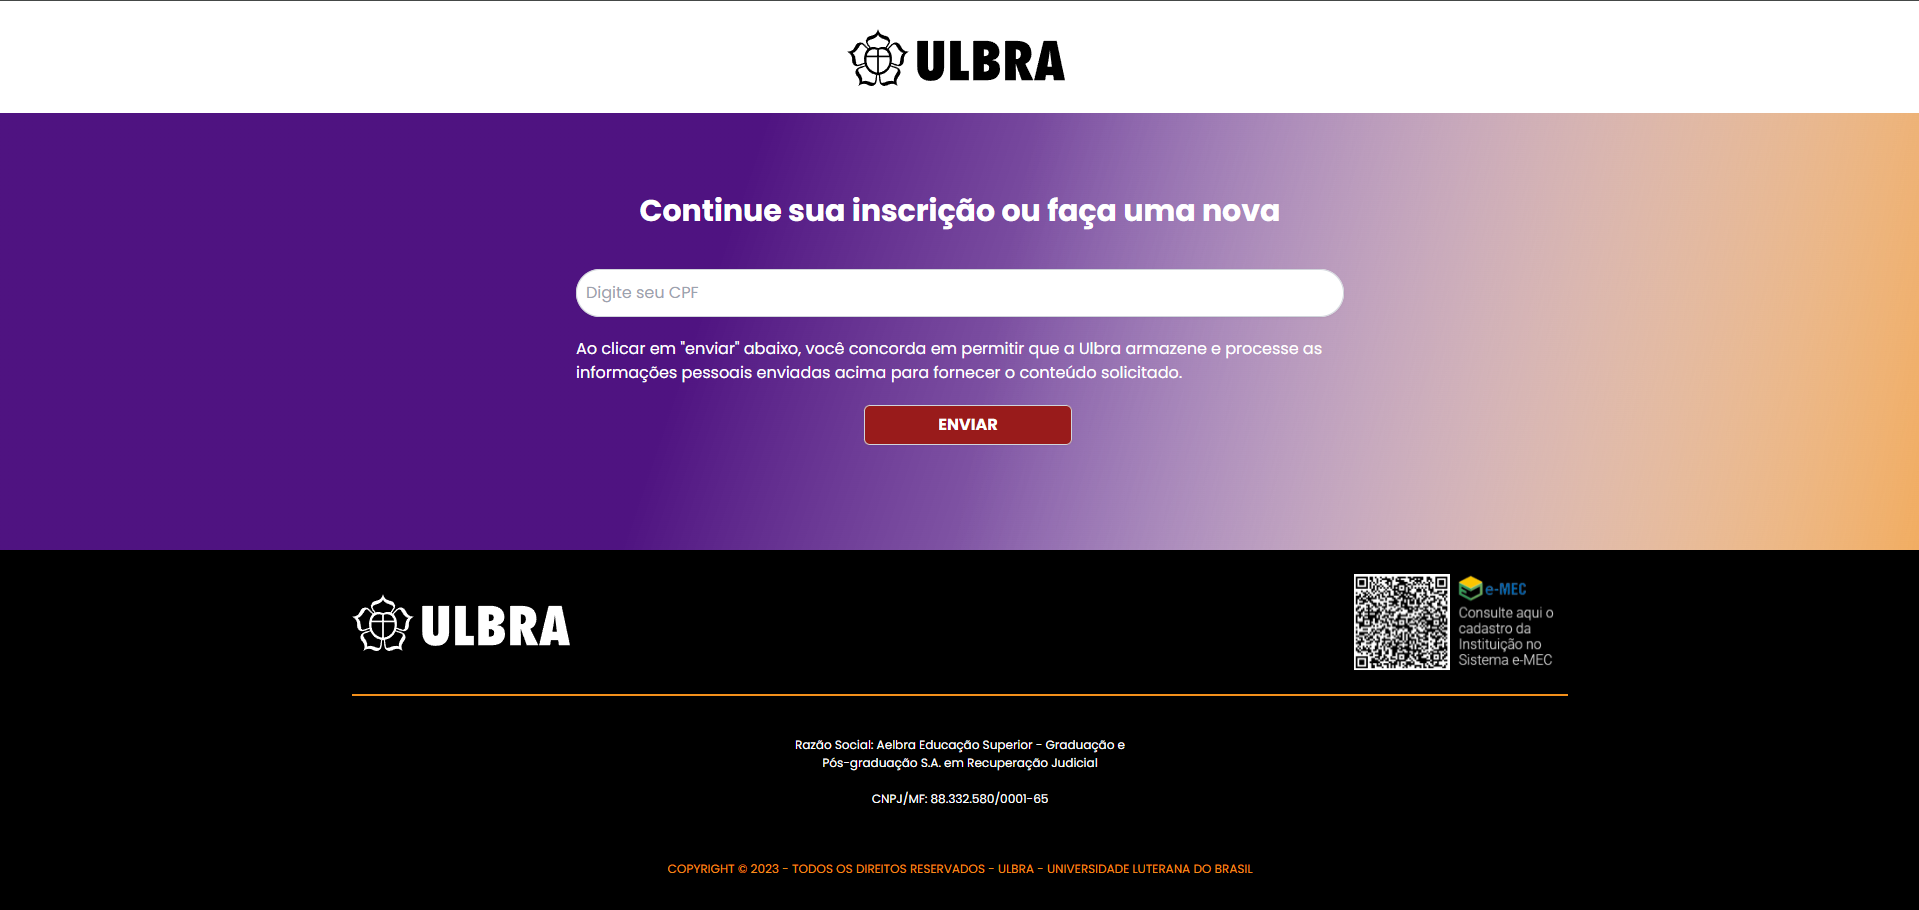 ULBRA
Continue sua inscrição ou faça uma nova
Digite seu CPF
Ao clicar em "enviar" abaixo, você concorda em permitir que a Ulbra armazene e processe as
informações pessoais enviadas acima para fornecer o conteúdo solicitado.
ENVIAR
ULBRA
e-MEC
Consulte aqui o
cadastro da
Instituição no
Sistema e-MEC
Razão Social: Aelbra Educação Superior - Graduação e
Pós-graduação S.A. em Recuperação Judicial
CNPJ/MF: 88.332.580/0001-65
COPYRIGHT © 2023 - TODOS OS DIREITOS RESERVADOS - ULBRA - UNIVERSIDADE LUTERANA DO BRASIL